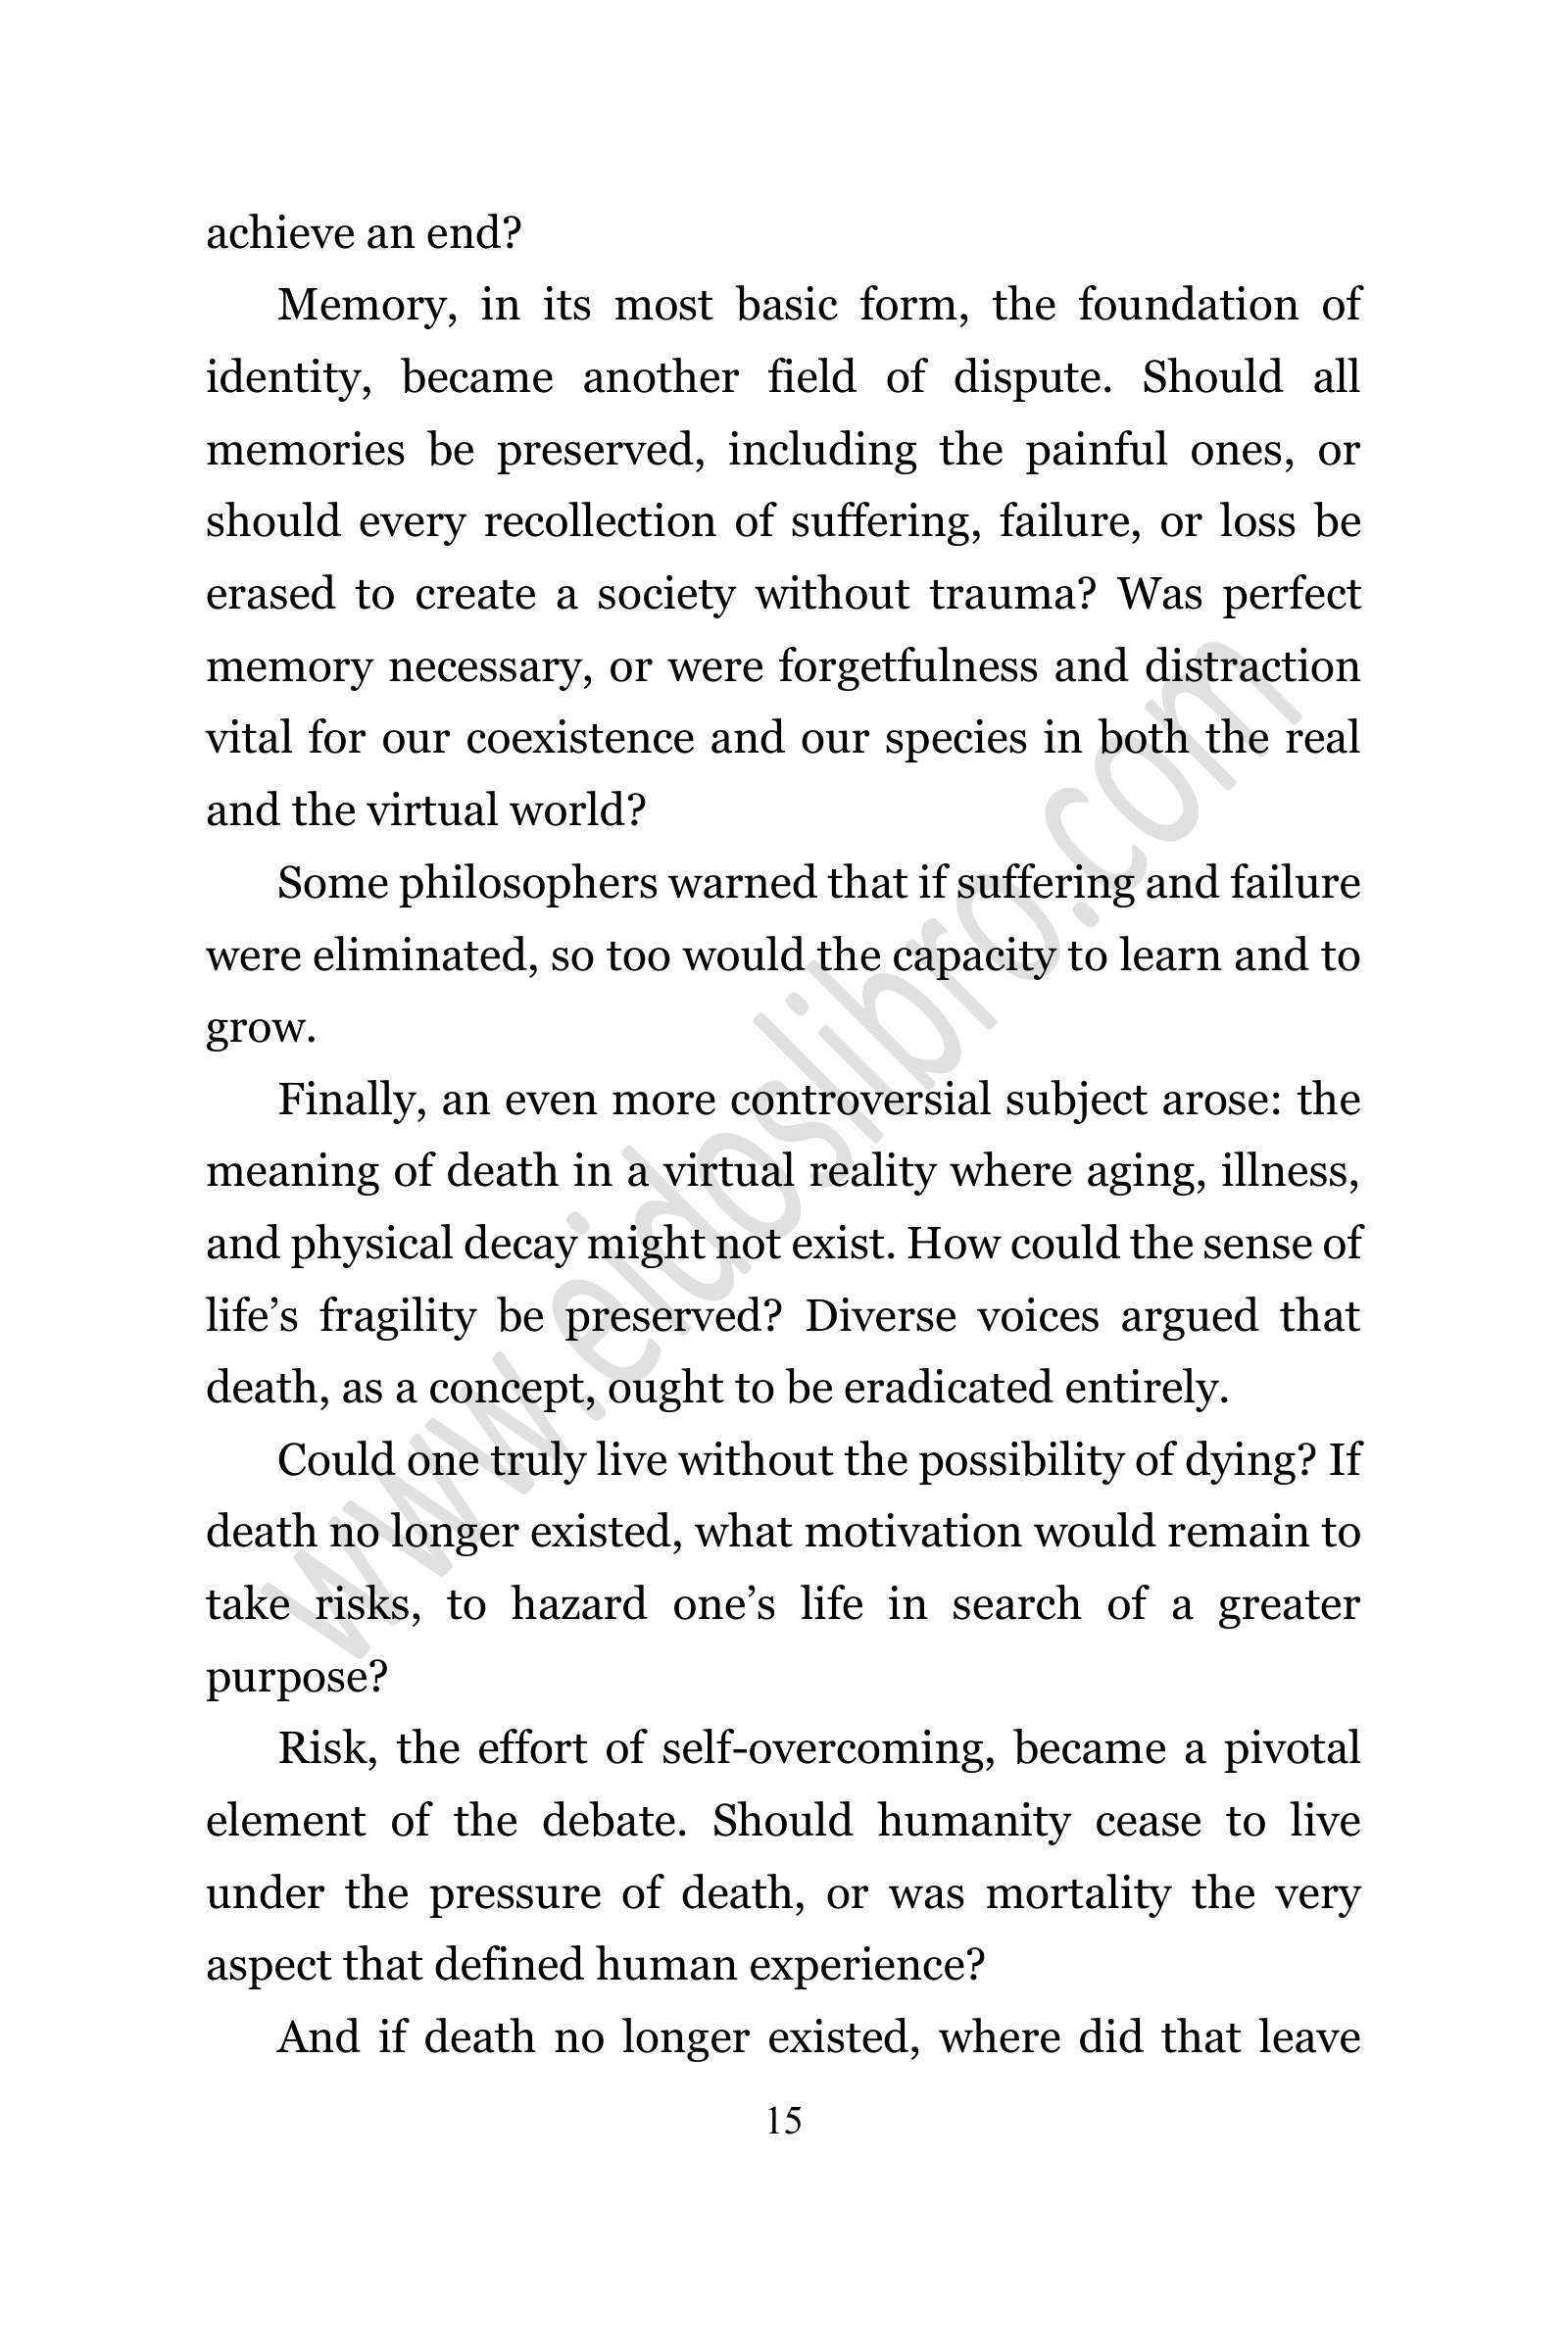 achieve an end?
Memory, in its most basic form, the foundation of
identity, became another field of dispute. Should all
memories be preserved, including the painful ones, or
should every recollection of suffering, failure, or loss be
erased to create a society without trauma? Was perfect
memory necessary, or were forgetfulness and distraction
vital for our coexistence and our species in both the real
and the virtual world?
Some philosophers warned that if suffering and failure
were eliminated, so too would the capacity to learn and to
grow.
Finally, an even more controversial subject arose: the
meaning of death in a virtual reality where aging, illness,
and physical decay might not exist. How could the sense of
life’s fragility be preserved? Diverse voices argued that
death, as a concept, ought to be eradicated entirely.
Could one truly live without the possibility of dying? If
death no longer existed, what motivation would remain to
take risks, to hazard one’s life in search of a greater
purpose?
Risk, the effort of self-overcoming, became a pivotal
element of the debate. Should humanity cease to live
under the pressure of death, or was mortality the very
aspect that defined human experience?
And if death no longer existed, where did that leave
15
www.eidoslibro.com